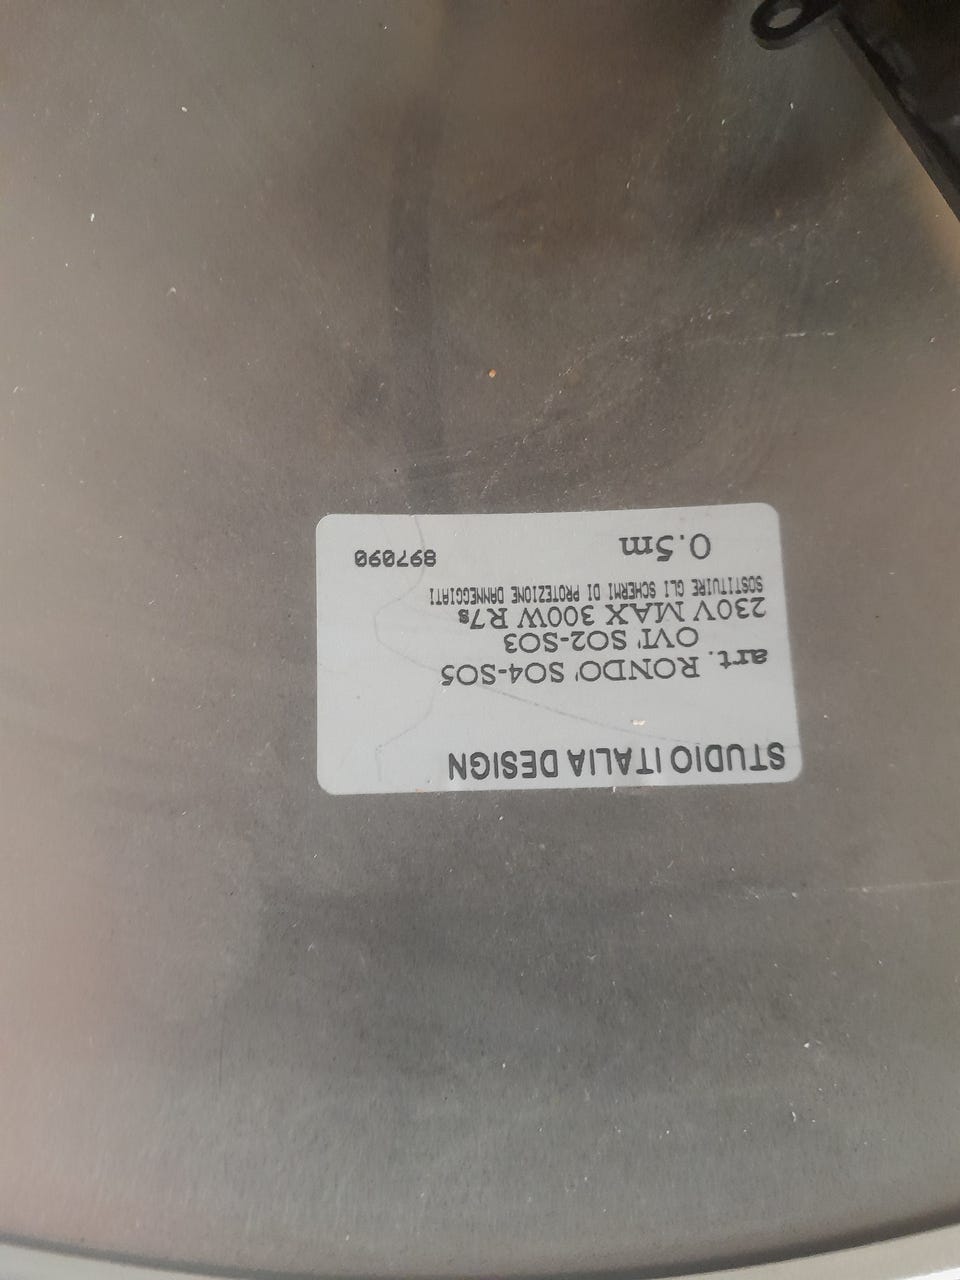 STUDIO ITALIA DESIGN
art. RONDO' SO4-SO5
OVI' SO2-SO3
230V MAX 300W R7s
SOSTITUIRE GLI SCHERMI DI PROTEZIONE DANNEGGIATI
0.5m 897090